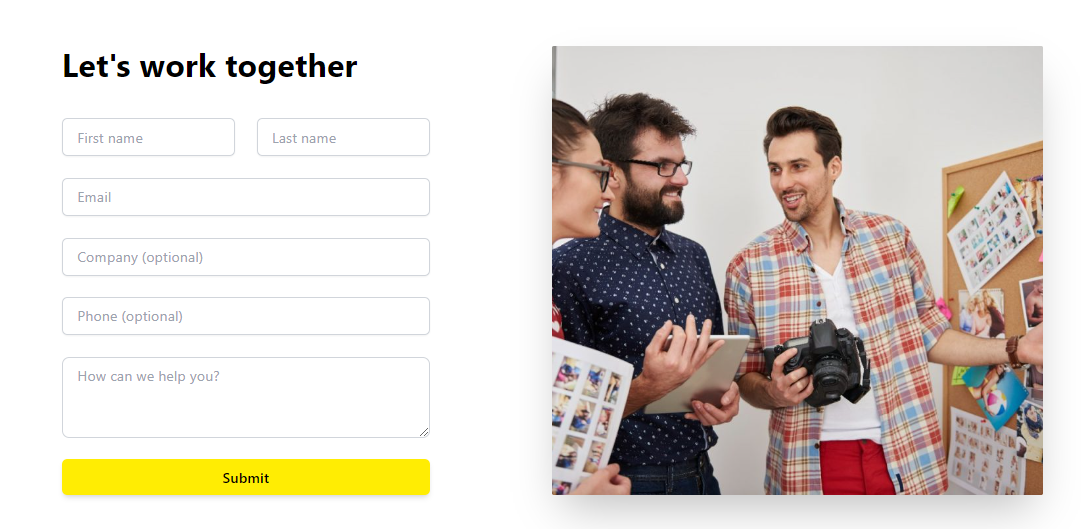 Let's work together
First name
Last name
Email
Company (optional)
Phone (optional)
How can we help you?
Submit